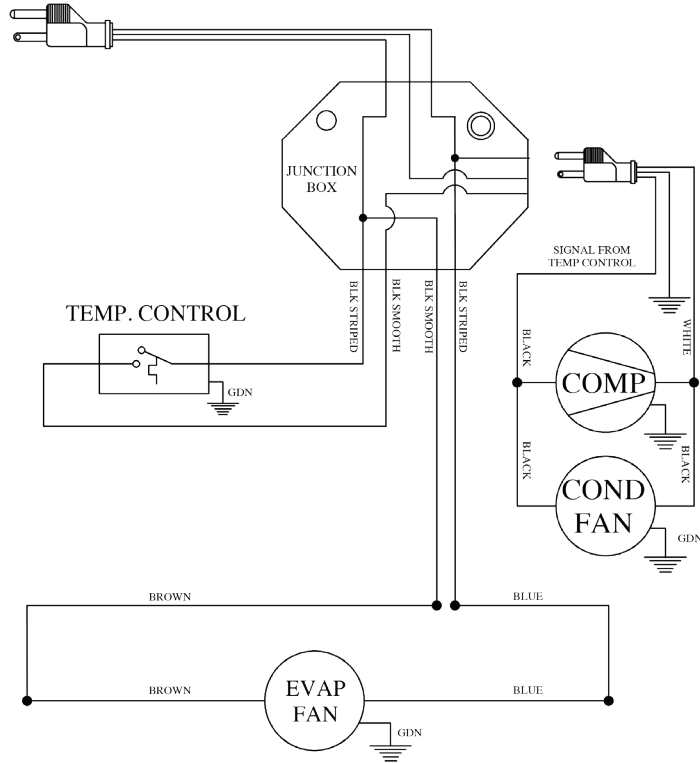 JUNCTION
BOX
SIGNAL FROM
TEMP CONTROL
BLK STRIPED
BLK SMOOTH
BLK SMOOTH
BLK STRIPED
TEMP. CONTROL
GDN
BLACK
WHITE
COMP
BLACK
BLACK
COND
FAN
GDN
BROWN
BLUE
EVAP
FAN
BROWN
BLUE
GDN